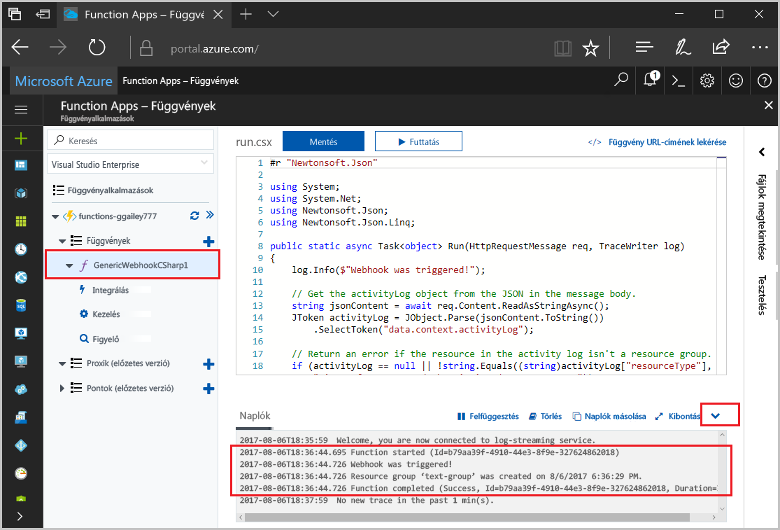 Function Apps – Függvé
portal.azure.com/
Microsoft Azure
Function Apps – Függvények
1
Function Apps – Függvények
Függvényalkalmazások
Keresés
Visual Studio Enterprise
Függvényalkalmazások
functions-ggailey777
Függvények
GenericWebhookCSharp1
Integrálás
Kezelés
Figyelő
Proxik (előzetes verzió)
Pontok (előzetes verzió)
run.csx
Mentés
Futtatás
</> Függvény URL-címének lekérése
1 #r "Newtonsoft.Json"
2
3 using System;
4 using System.Net;
5 using Newtonsoft.Json;
6 using Newtonsoft.Json.Linq;
7
8 public static async Task<object> Run(HttpRequestMessage req, TraceWriter log)
9 {
10 log.Info($"Webhook was triggered!");
11
12 // Get the activityLog object from the JSON in the message body.
13 string jsonContent = await req.Content.ReadAsStringAsync();
14 JToken activityLog = JObject.Parse(jsonContent.ToString())
15 .SelectToken("data.context.activityLog");
16
17 // Return an error if the resource in the activity log isn't a resource group.
18 if (activityLog == null || !string.Equals((string)activityLog["resourceType"],
Fájlok megtekintése
Tesztelés
Naplók
Felfüggesztés
Törlés
Naplók másolása
Kibontás
2017-08-06T18:35:59 Welcome, you are now connected to log-streaming service.
2017-08-06T18:36:44.695 Function started (Id=b79aa39f-4910-44e3-8f9e-327624862018)
2017-08-06T18:36:44.726 Webhook was triggered!
2017-08-06T18:36:44.726 Resource group 'text-group' was created on 8/6/2017 6:36:29 PM.
2017-08-06T18:36:44.726 Function completed (Success, Id=b79aa39f-4910-44e3-8f9e-327624862018, Duration=
2017-08-06T18:37:59 No new trace in the past 1 min(s).